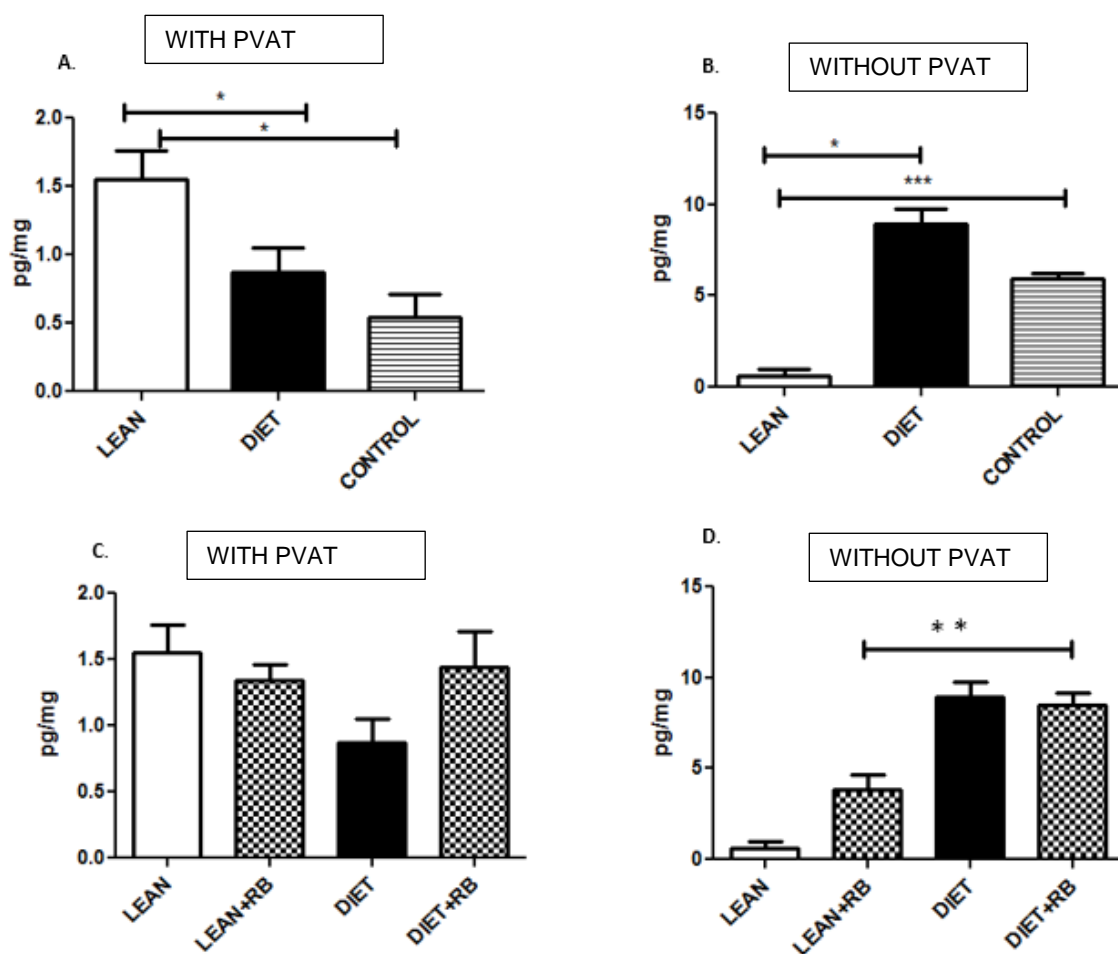 WITH PVAT
A.
*
*
2.0
1.5
1.0
0.5
0.0
pg/mg
LEAN
DIET
CONTROL
WITHOUT PVAT
B.
*
***
15
10
5
0
pg/mg
LEAN
DIET
CONTROL
WITH PVAT
C.
2.0
1.5
1.0
0.5
0.0
pg/mg
LEAN
LEAN+RB
DIET
DIET+RB
WITHOUT PVAT
D.
* *
15
10
5
0
pg/mg
LEAN
LEAN+RB
DIET
DIET+RB